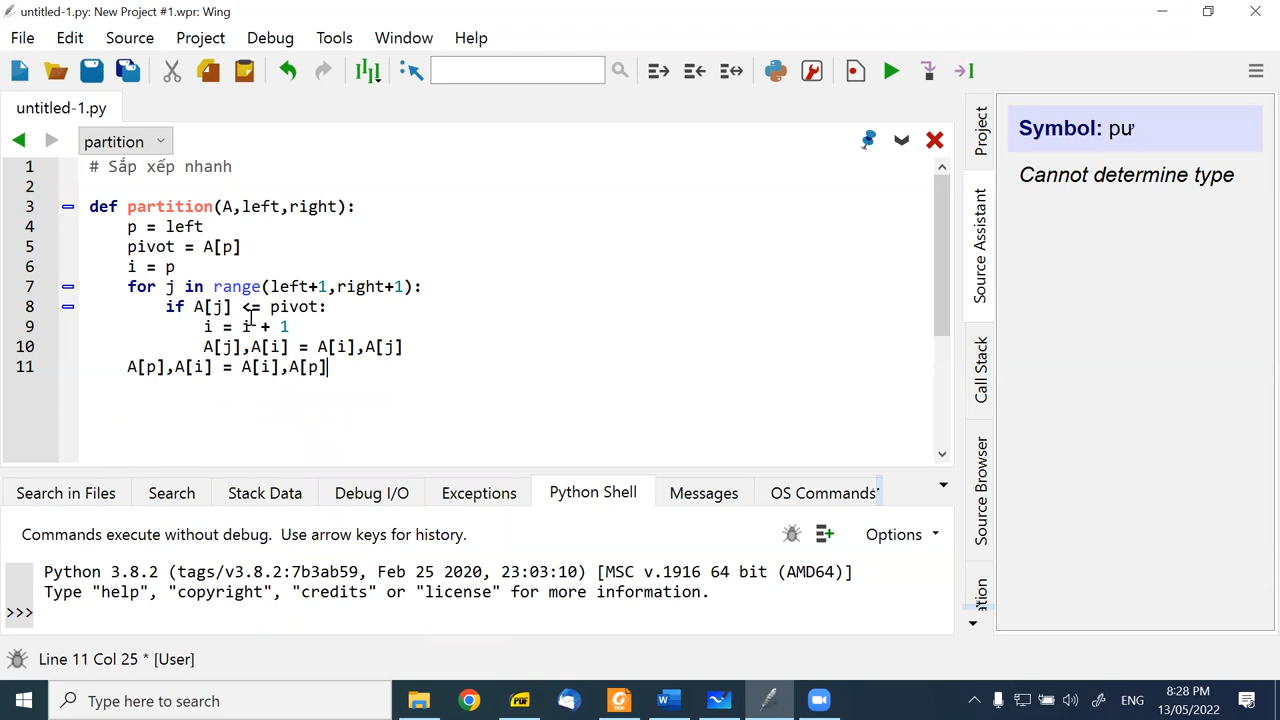 untitled-1.py: New Project #1.wpr: Wing
File Edit Source Project Debug Tools Window Help
untitled-1.py
partition
1 # Sắp xếp nhanh
2
3 def partition(A,left,right):
4 p = left
5 pivot = A[p]
6 i = p
7 for j in range(left+1,right+1):
8 if A[j] <= pivot:
9 i = i + 1
10 A[j],A[i] = A[i],A[j]
11 A[p],A[i] = A[i],A[p]
Project
Source Assistant
Call Stack
Source Browser
Symbol: pư
Cannot determine type
Search in Files Search Stack Data Debug I/O Exceptions Python Shell Messages OS Commands
Commands execute without debug. Use arrow keys for history.
Options
Python 3.8.2 (tags/v3.8.2:7b3ab59, Feb 25 2020, 23:03:10) [MSC v.1916 64 bit (AMD64)]
Type "help", "copyright", "credits" or "license" for more information.
>>>
Line 11 Col 25 * [User]
Type here to search
PDF
PDF
ENG
8:28 PM
13/05/2022